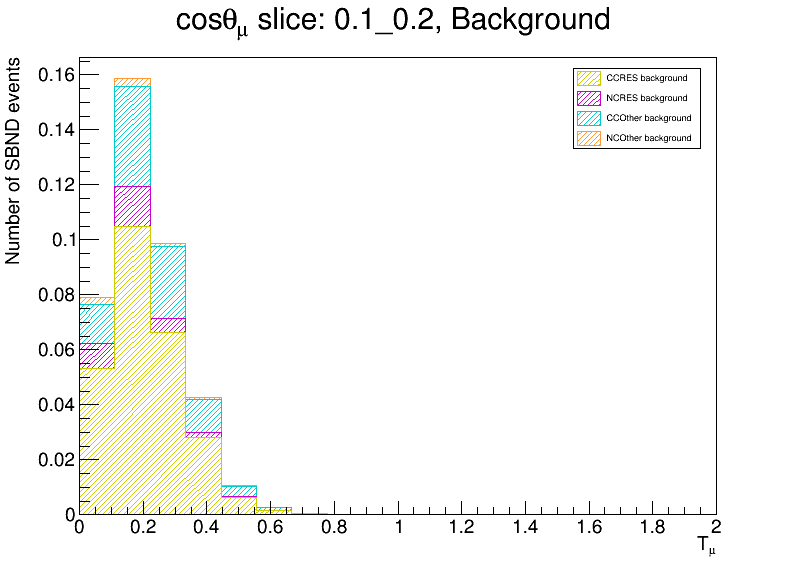 cosθμ slice: 0.1_0.2, Background
Number of SBND events
0.16
0.14
0.12
0.1
0.08
0.06
0.04
0.02
0
CCRES background
NCRES background
CCOther background
NCOther background
0 0.2 0.4 0.6 0.8 1 1.2 1.4 1.6 1.8 2
Tμ